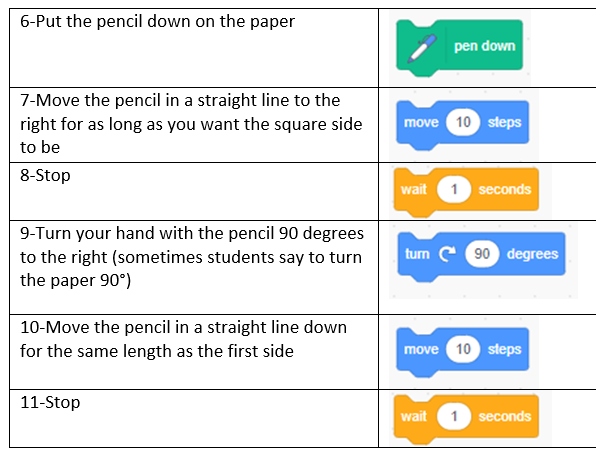 6-Put the pencil down on the paper
pen down
7-Move the pencil in a straight line to the
right for as long as you want the square side
to be
move 10 steps
8-Stop
wait 1 seconds
9-Turn your hand with the pencil 90 degrees
to the right (sometimes students say to turn
the paper 90°)
turn 90 degrees
10-Move the pencil in a straight line down
for the same length as the first side
move 10 steps
11-Stop
wait 1 seconds